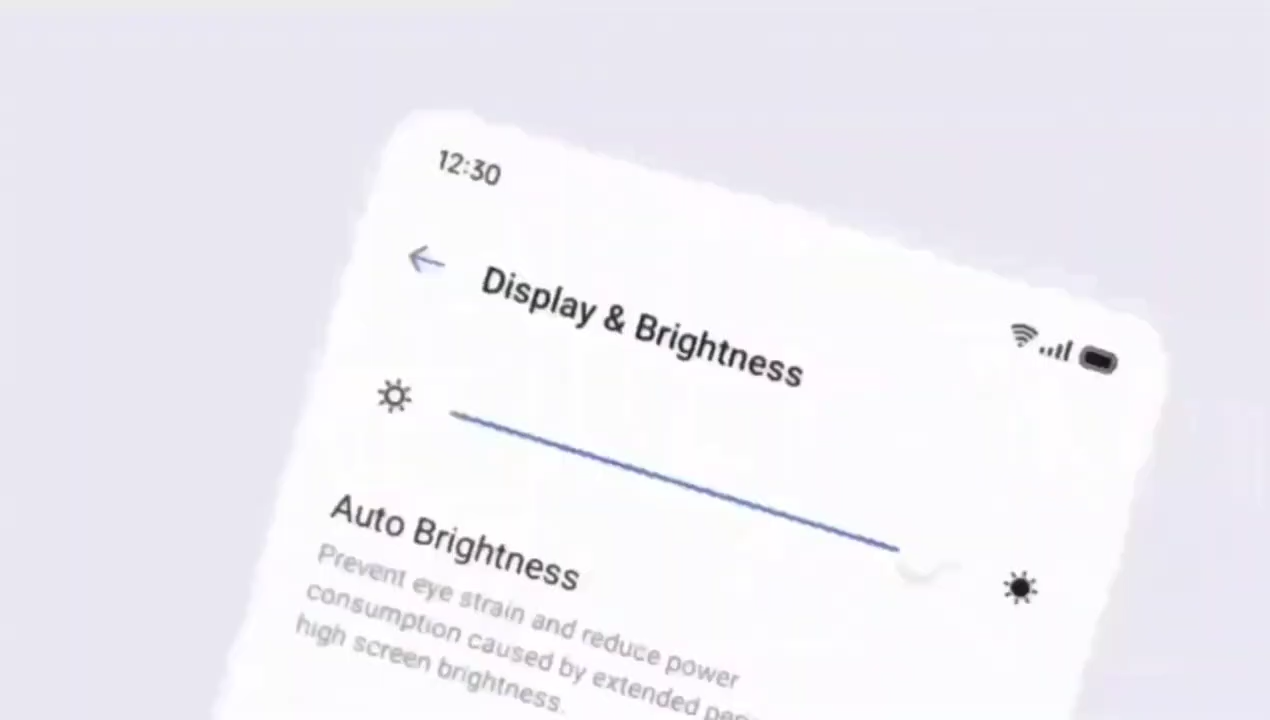 12:30
Display & Brightness
Auto Brightness
Prevent eye strain and reduce power
consumption caused by extended
high screen brightness.